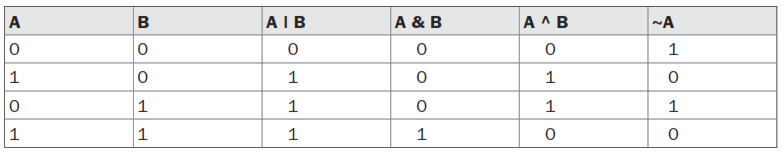 A B A | B A & B A ^ B ~A
0 0 0 0 0 1
1 0 1 0 1 0
0 1 1 0 1 1
1 1 1 1 0 0